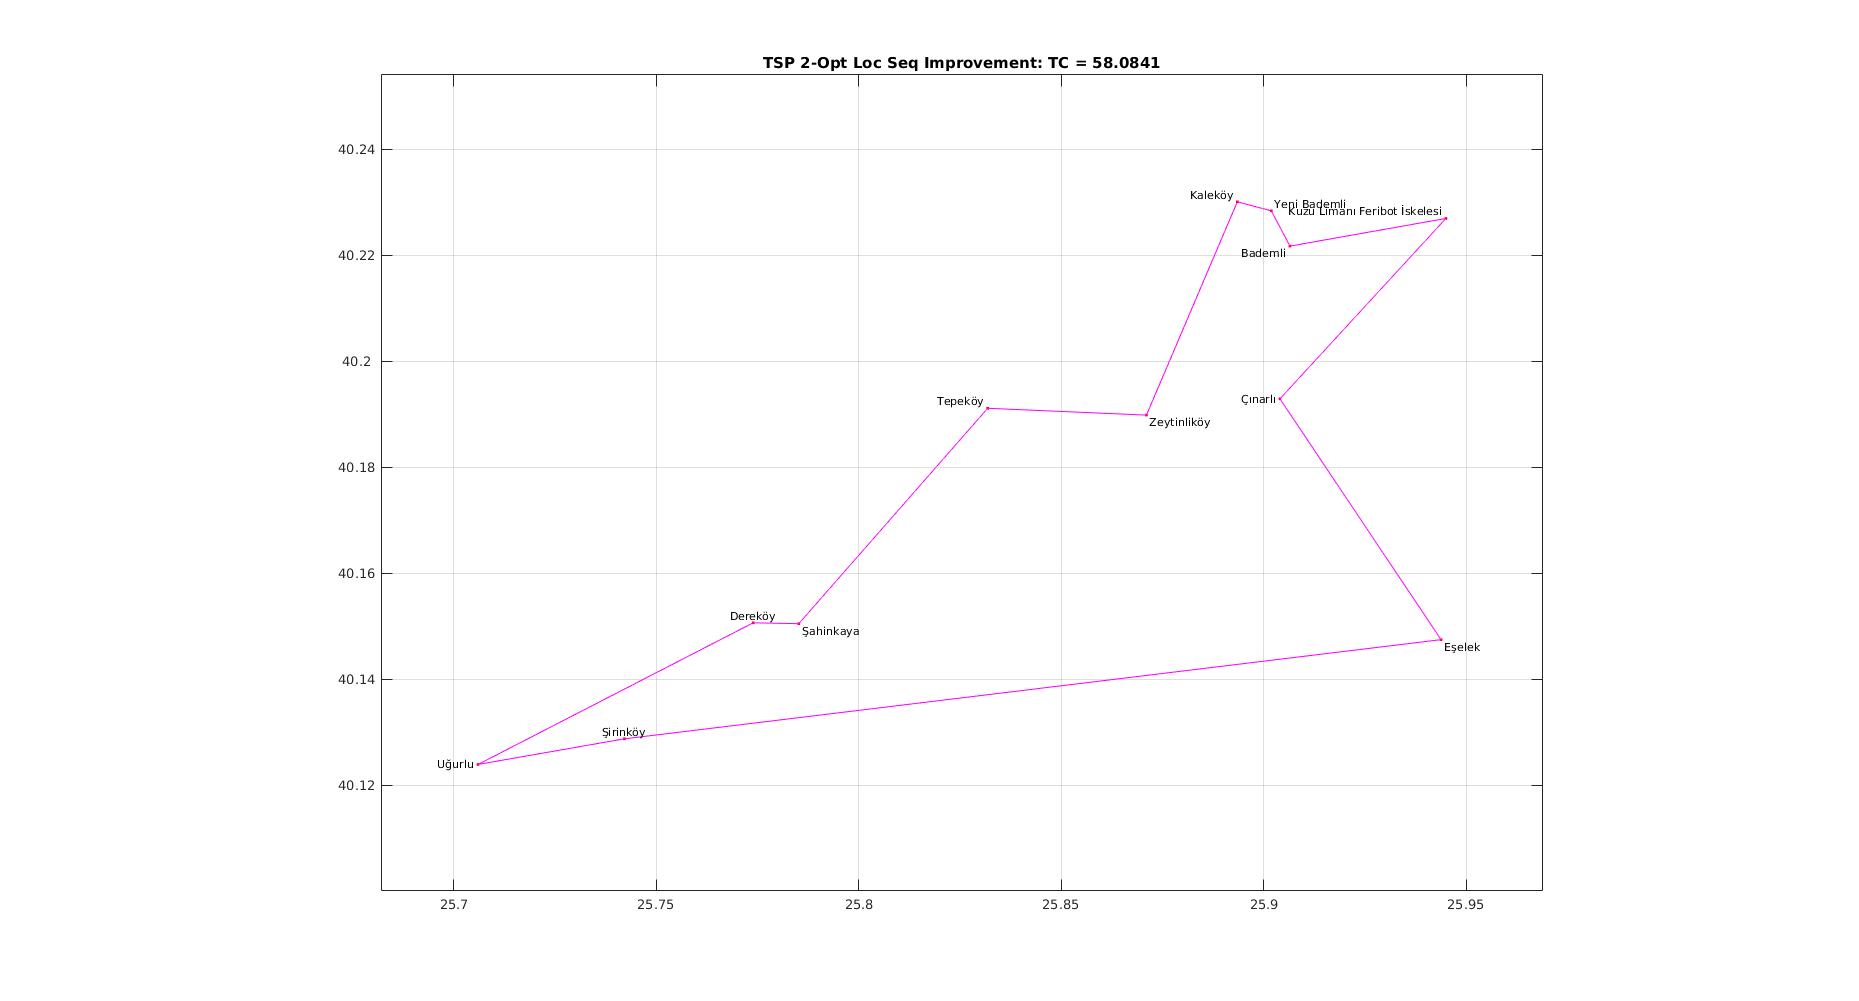 TSP 2-Opt Loc Seq Improvement: TC = 58.0841
40.24
Kaleköy
Yeni Bademli
Kuzu Limanı Feribot İskelesi
40.22
Bademli
40.2
Tepeköy
Çınarlı
Zeytinliköy
40.18
40.16
Dereköy
Şahinkaya
Eşelek
40.14
Şirinköy
Uğurlu
40.12
25.7
25.75
25.8
25.85
25.9
25.95